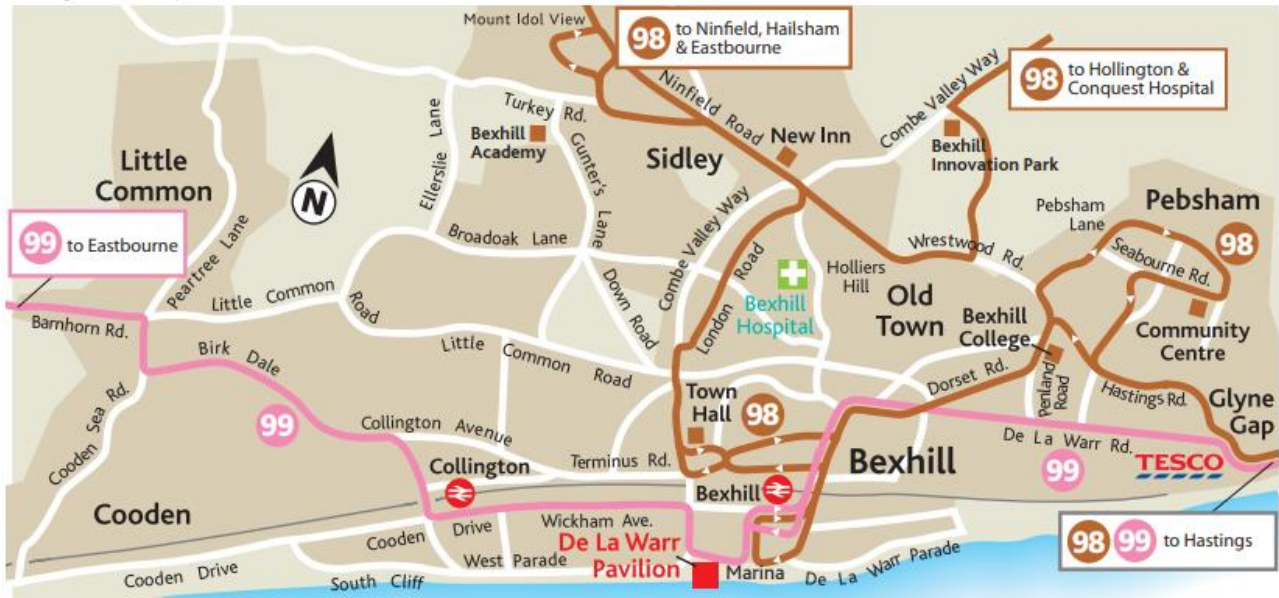 Mount Idol View
98 to Ninfield, Hailsham
& Eastbourne
98 to Hollington &
Conquest Hospital
Combe Valley Way
Ninfield Road
Turkey Rd.
New Inn
Bexhill
Academy
Bexhill
Innovation Park
Ellerslie Lane
Gunter's Lane
Sidley
Little
Common
N
Pebsham
Pebsham
Lane
98
Seabourne Rd.
99 to Eastbourne
Peartree Lane
Broadoak Lane
Combe Valley Way
London Road
Wrestwood Rd.
Holliers
Hill
Old
Town
Bexhill
Hospital
Down Road
Little Common
Road
Barnhorn Rd.
Bexhill
College
Community
Centre
Birk Dale
Little Common Road
Dorset Rd.
Penland
Road
Hastings Rd.
Glyne
Gap
Town
Hall
98
Cooden Sea Rd.
99
Collington Avenue
Terminus Rd.
De La Warr Rd.
99
TESCO
Collington
Bexhill
Bexhill
Cooden
Cooden Drive
Wickham Ave.
West Parade
De La Warr
Pavilion
Marina
De La Warr Parade
98 99 to Hastings
Cooden Drive
South Cliff